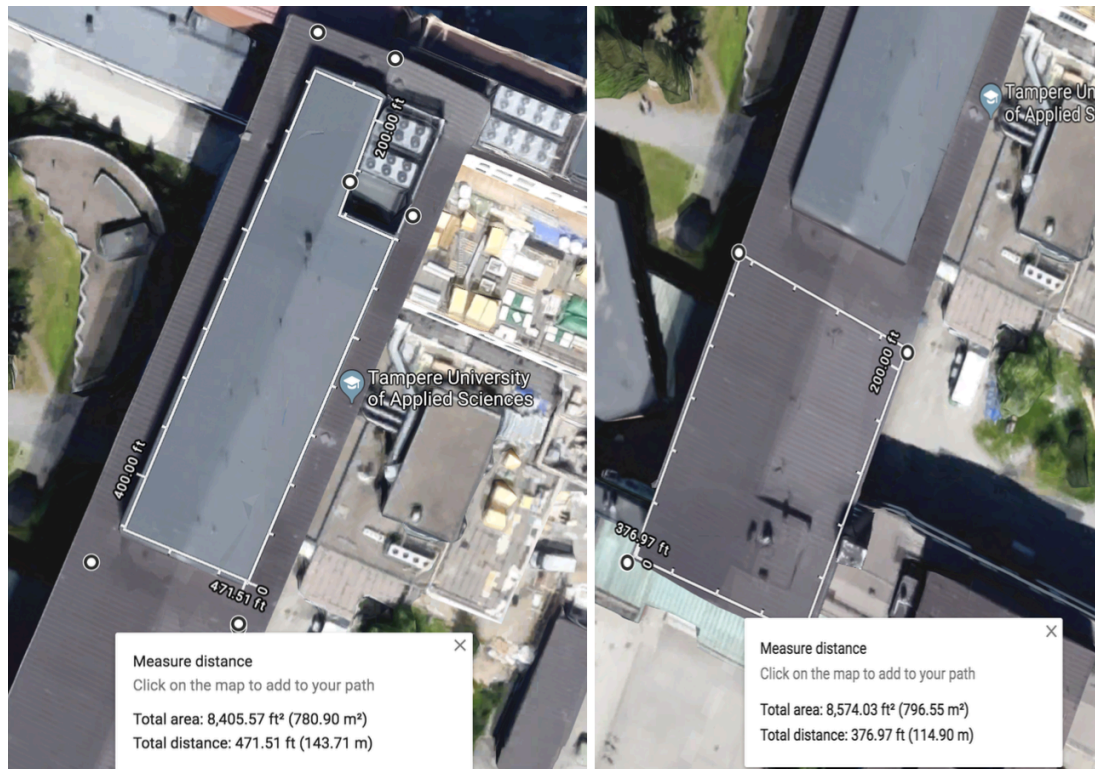 200.00 ft
Tampere University
of Applied Sciences
400.00 ft
471.51 ft
0
Measure distance
Click on the map to add to your path
Total area: 8,405.57 ft² (780.90 m²)
Total distance: 471.51 ft (143.71 m)
Tampere Un
of Applied S
200.00 ft
376.97 ft
0
Measure distance
Click on the map to add to your path
Total area: 8,574.03 ft² (796.55 m²)
Total distance: 376.97 ft (114.90 m)